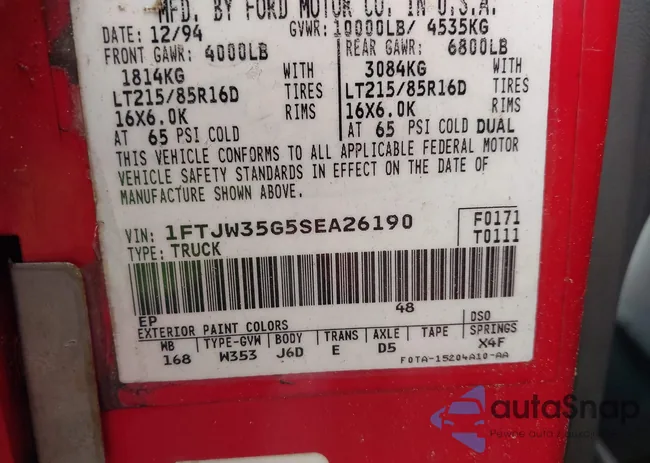 MFD. BY FORD MOTOR CO. IN U.S.A.
DATE: 12/94 GVWR: 10000LB/ 4535KG
FRONT GAWR: 4000LB REAR GAWR: 6800LB
1814KG WITH 3084KG WITH
LT215/85R16D TIRES LT215/85R16D TIRES
16X6.0K RIMS 16X6.0K RIMS
AT 65 PSI COLD AT 65 PSI COLD DUAL
THIS VEHICLE CONFORMS TO ALL APPLICABLE FEDERAL MOTOR
VEHICLE SAFETY STANDARDS IN EFFECT ON THE DATE OF
MANUFACTURE SHOWN ABOVE.
VIN: 1FTJW35G5SEA26190 F0171
TYPE: TRUCK T0111
EP 48
EXTERIOR PAINT COLORS DSO
WB TYPE-GVW BODY TRANS AXLE TAPE SPRINGS
168 W353 J6D E D5 X4F
F0TA-15204A10-AA
autaSnap
Pewne auta